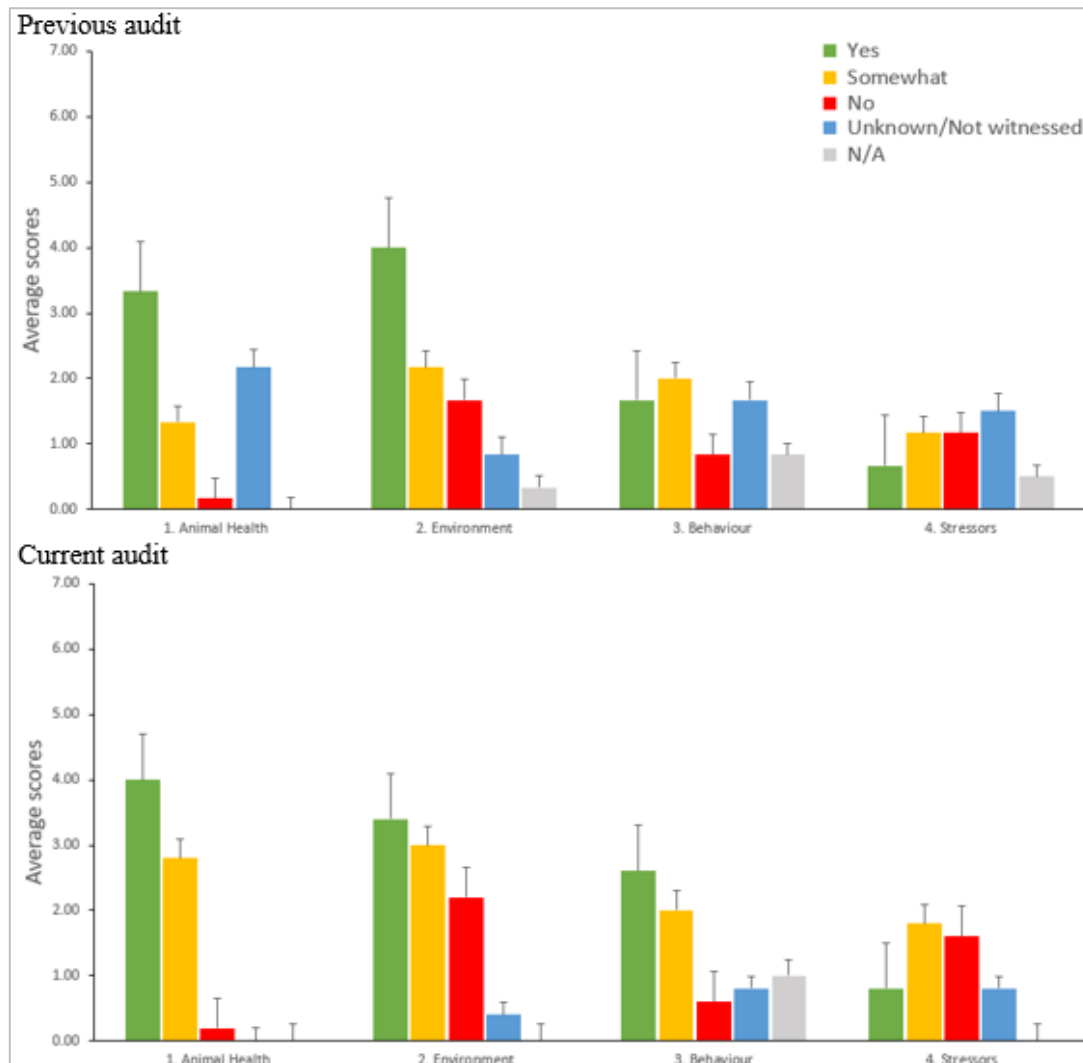 Previous audit
7.00
6.00
5.00
4.00
3.00
2.00
1.00
0.00
Average scores
Yes
Somewhat
No
Unknown/Not witnessed
N/A
1. Animal Health
2. Environment
3. Behaviour
4. Stressors
Current audit
7.00
6.00
5.00
4.00
3.00
2.00
1.00
0.00
Average scores
1. Animal Health
2. Environment
3. Behaviour
4. Stressors